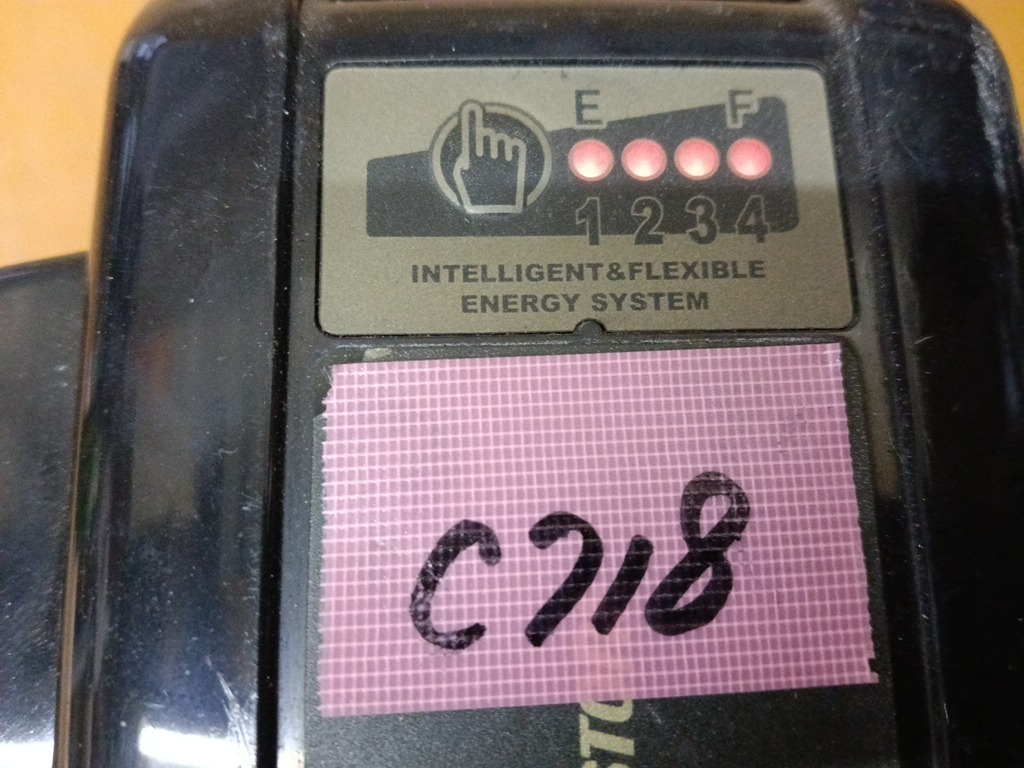 E F
1 2 3 4
INTELLIGENT&FLEXIBLE
ENERGY SYSTEM
C718